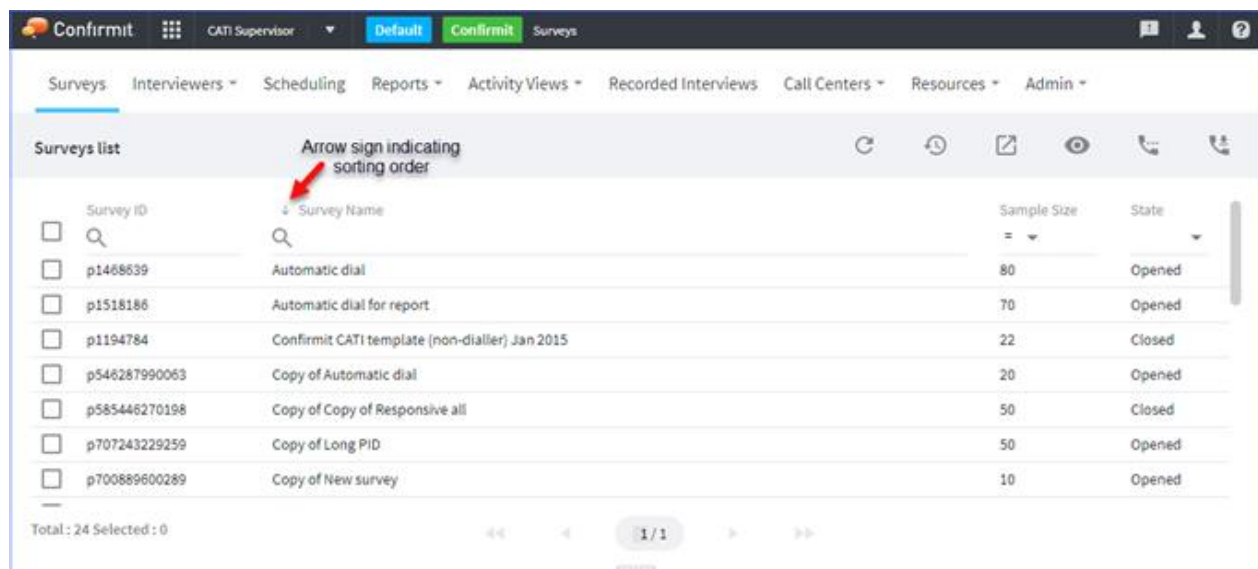 Confirmit CATI Supervisor Default Confirmit Surveys
Surveys Interviewers Scheduling Reports Activity Views Recorded Interviews Call Centers Resources Admin
Surveys list
Arrow sign indicating
sorting order
Survey ID ↓ Survey Name Sample Size State
=
p1468639 Automatic dial 80 Opened
p1518186 Automatic dial for report 70 Opened
p1194784 Confirmit CATI template (non-dialler) Jan 2015 22 Closed
p546287990063 Copy of Automatic dial 20 Opened
p585446270198 Copy of Copy of Responsive all 50 Closed
p707243229259 Copy of Long PID 50 Opened
p700889600289 Copy of New survey 10 Opened
Total : 24 Selected : 0 1 / 1